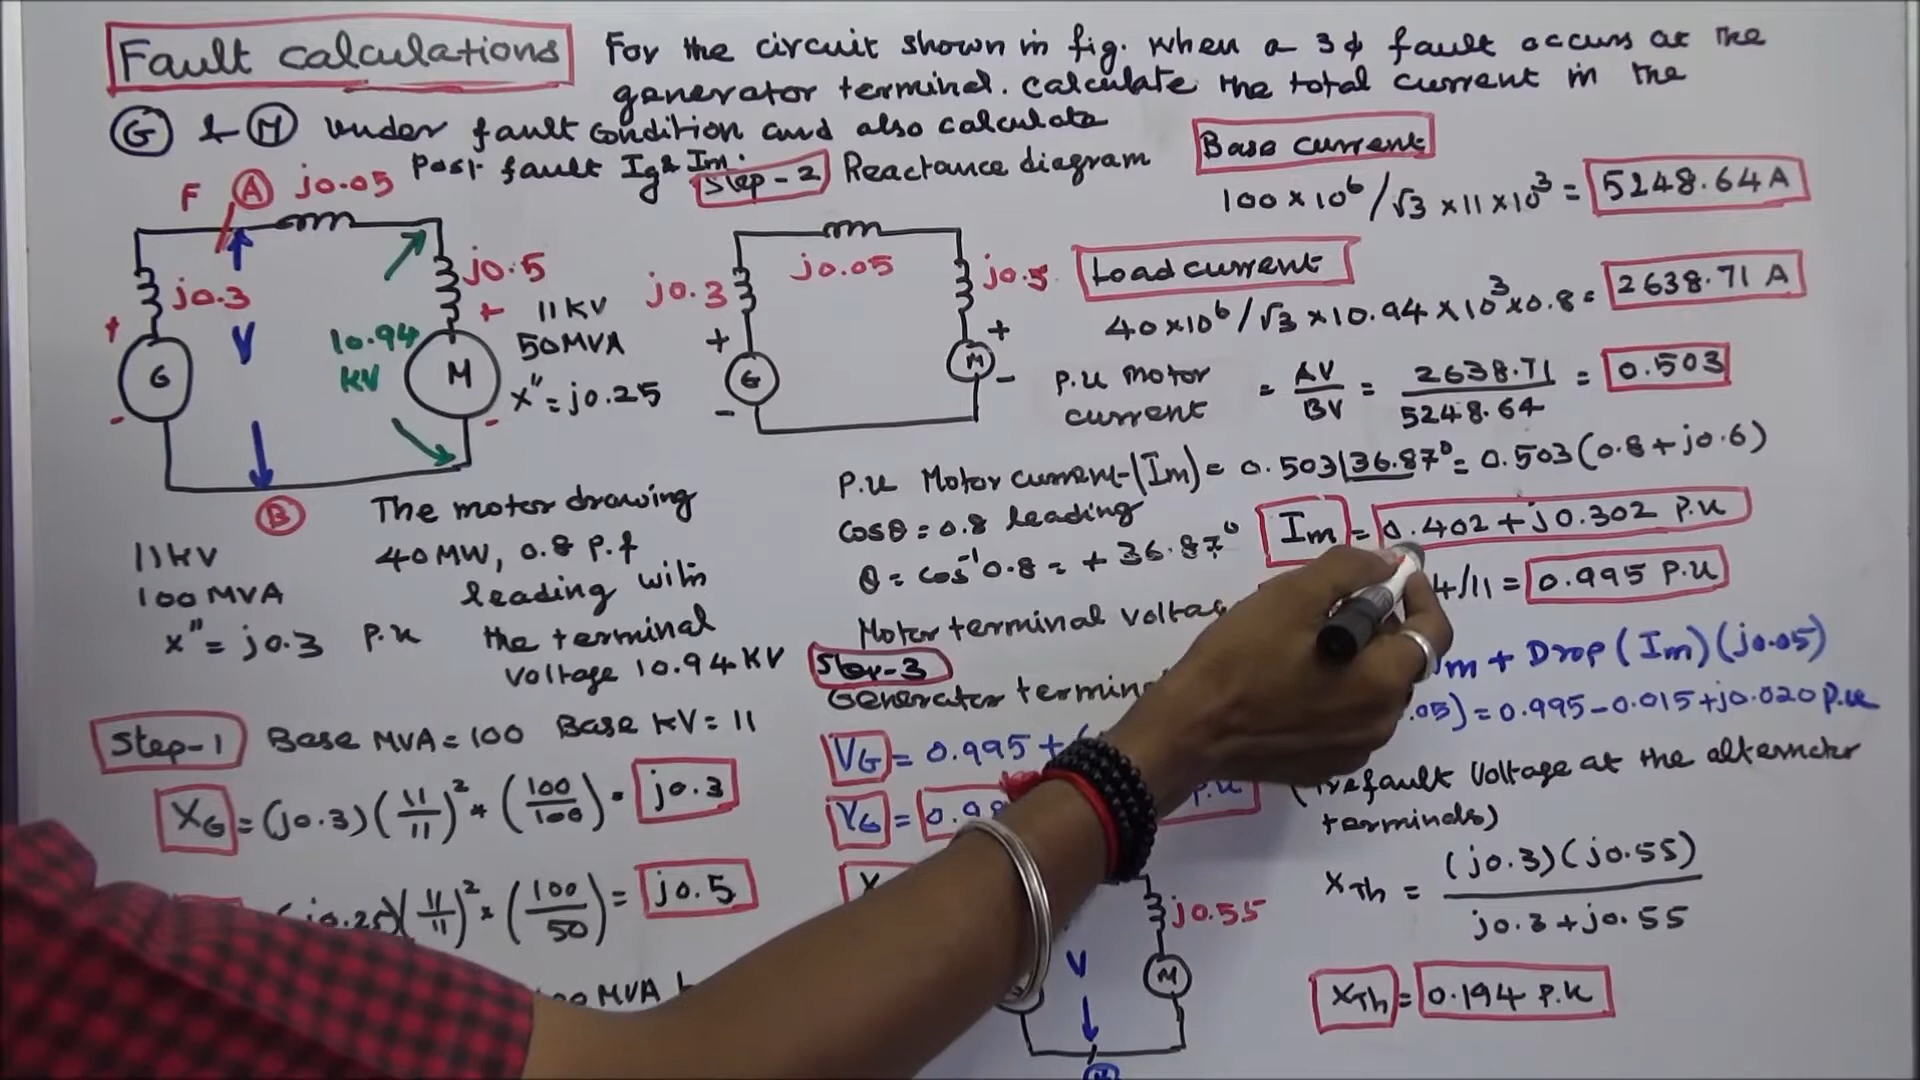 Fault calculations
For the circuit shown in fig. when a 3φ fault occurs at the
generator terminal. calculate the total current in the
G & M under fault condition and also calculate
Post fault Ig & Im.
F A j0.05
j0.3
j0.5
+ 11KV
50MVA
x" = j0.25
10.94
KV
V
G
M
+
-
-
B
11KV
100MVA
x" = j0.3 P.u
The motor drawing
40MW, 0.8 p.f
leading with
the terminal
voltage 10.94KV
Step-1 Base MVA = 100 Base KV = 11
XG = (j0.3)(11/11)² * (100/100) = j0.3
(j0.25)(11/11)² * (100/50) = j0.5
MVA
Step-2 Reactance diagram
j0.05
j0.3
j0.5
+
+
G
M
-
-
Base current
100×10⁶/√3×11×10³ = 5248.64A
Load current
40×10⁶/√3×10.94×10³×0.8 = 2638.71 A
P.u motor current = AV/BV = 2638.71/5248.64 = 0.503
P.u Motor current (Im) = 0.503∠36.87° = 0.503(0.8+j0.6)
cosθ = 0.8 leading
θ = cos⁻¹0.8 = +36.87°
Im = 0.402+j0.302 P.u
Motor terminal voltage
4/11 = 0.995 P.u
Step-3
Generator
m + Drop (Im)(j0.05)
VG = 0.995 + .05) = 0.995-0.015+j0.020 P.u
VG = 0.98 P.u
(Prefault Voltage at the alternator
terminals)
X
j0.55
V
M
XTh = (j0.3)(j0.55)/j0.3+j0.55
XTh = 0.194 P.u